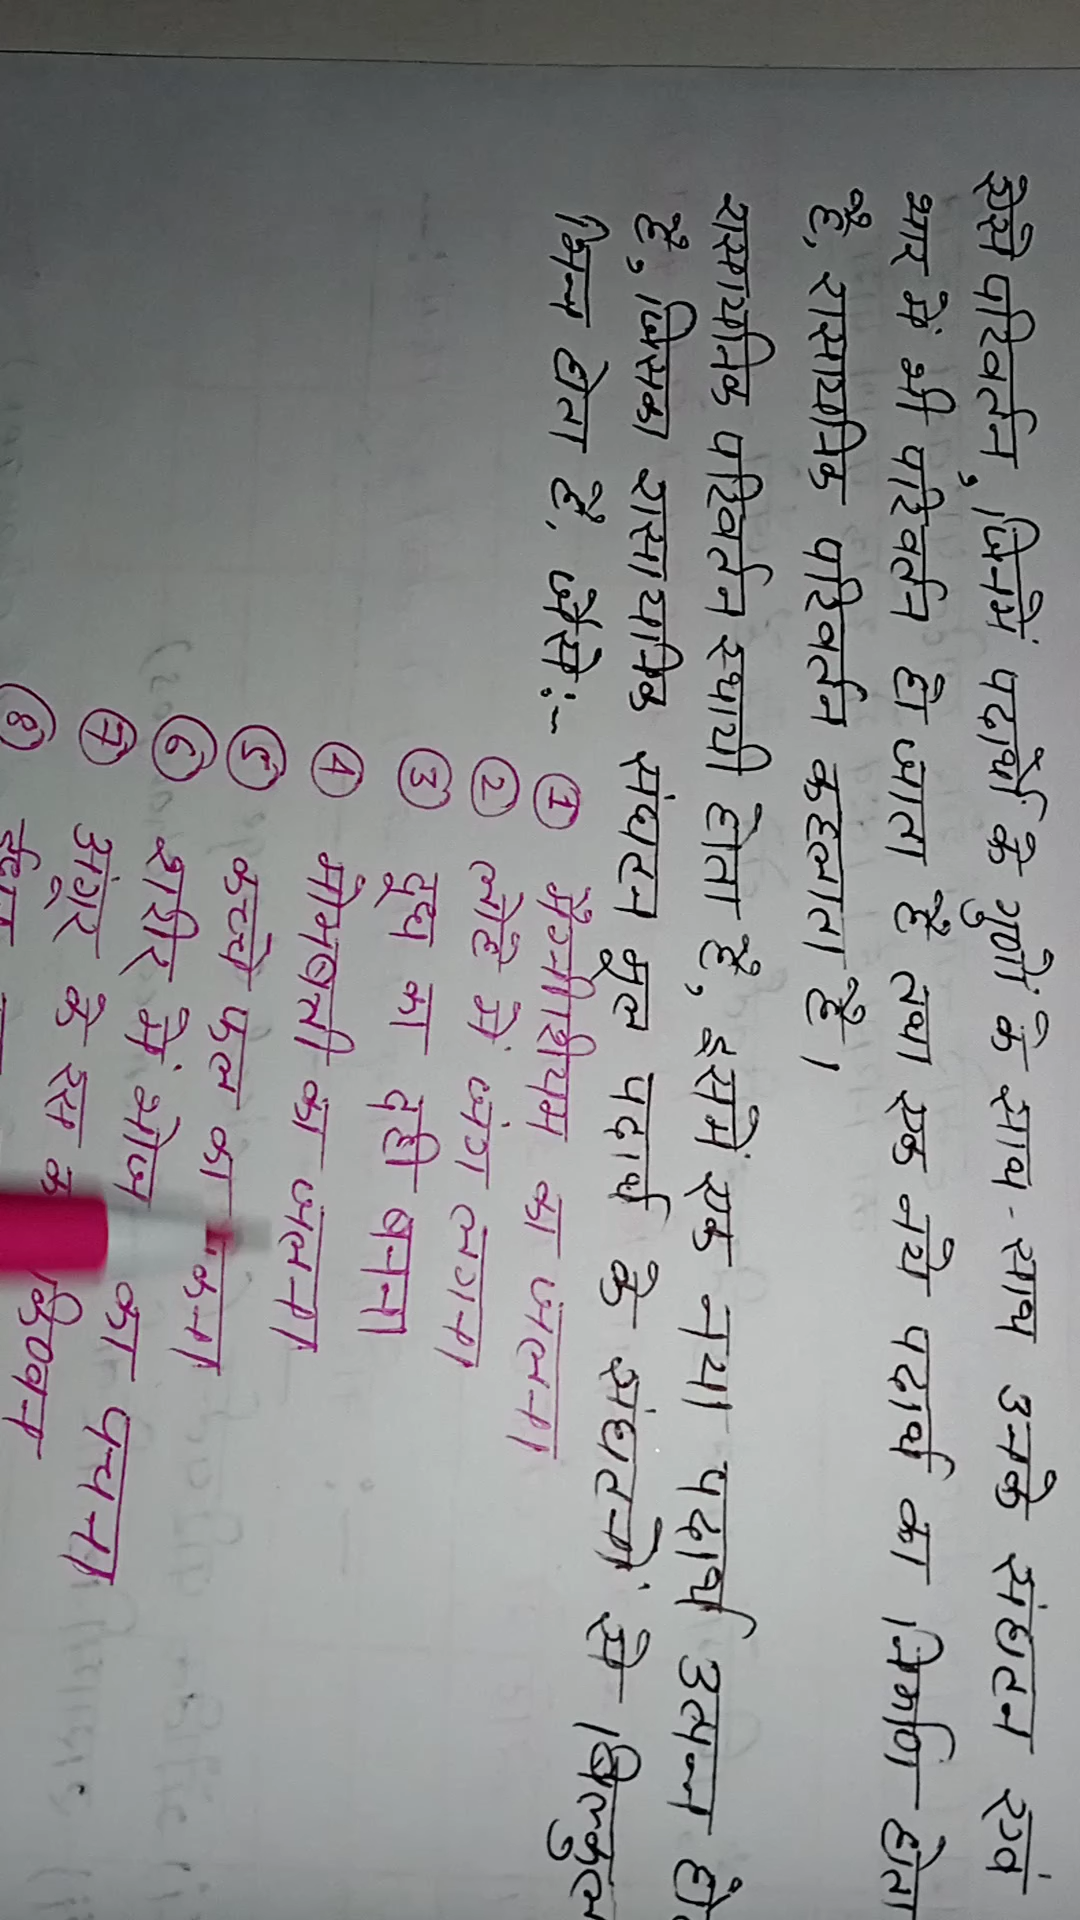 ऐसे परिवर्तन, जिनमें पदार्थो के गुणों के साथ-साथ उनके संघटन एवं
भार में भी परिवर्तन हो जाता है तथा एक नये पदार्थ का निर्माण होता
है, रासायनिक परिवर्तन कहलाता है।
रासायनिक परिवर्तन स्थायी होता है, इसमें एक नया पदार्थ उत्पन्न
है, जिसका रासायनिक संघटन मूल पदार्थ के संघटनों से बिल्कुल
भिन्न होता है. जैसे:-
① मैग्नीशियम का जलना
② लोहे में जंग लगना
③ दूध का दही बनना
④ मोमबत्ती का जलना
⑤ कच्चे फल का
⑥ शरीर में भोज का पचना
⑦ अंगूर के रस किण्वन
⑧